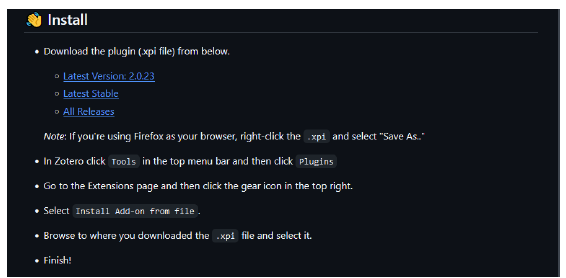 👋 Install
• Download the plugin (.xpi file) from below.
○ Latest Version: 2.0.23
○ Latest Stable
○ All Releases
Note: If you're using Firefox as your browser, right-click the .xpi and select "Save As.."
• In Zotero click Tools in the top menu bar and then click Plugins
• Go to the Extensions page and then click the gear icon in the top right.
• Select Install Add-on from file.
• Browse to where you downloaded the .xpi file and select it.
• Finish!